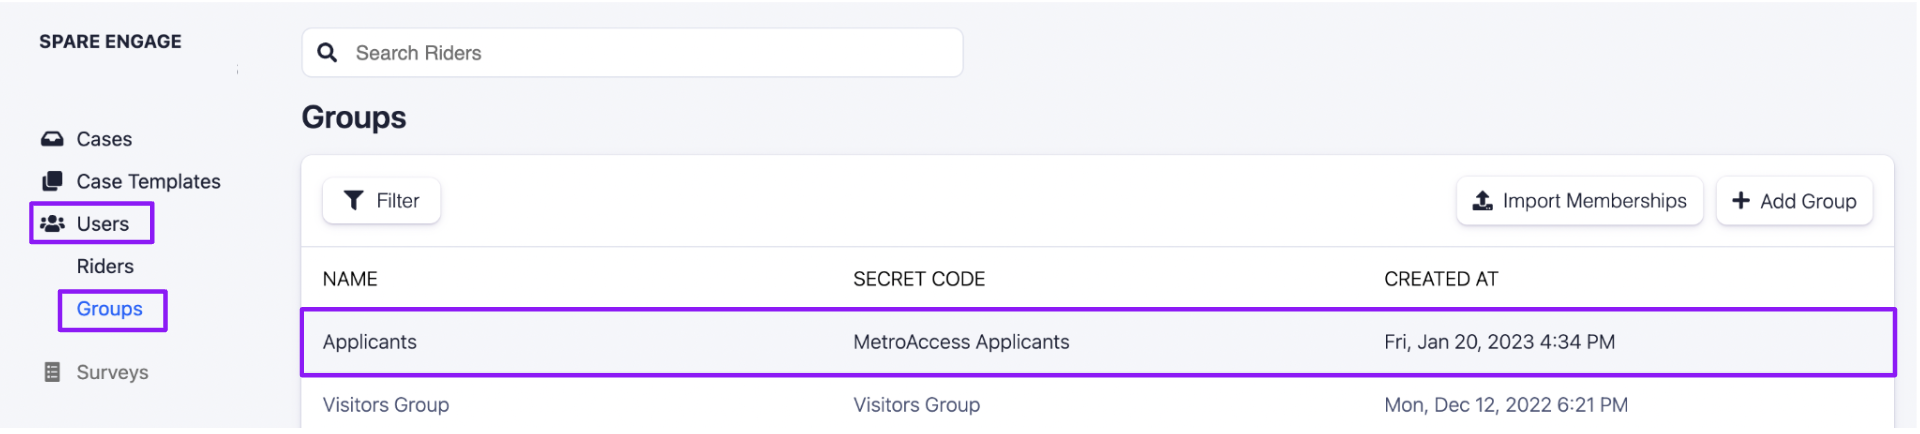 SPARE ENGAGE
Search Riders
Cases
Case Templates
Users
Riders
Groups
Surveys
Groups
Filter
Import Memberships
Add Group
NAME SECRET CODE CREATED AT
Applicants MetroAccess Applicants Fri, Jan 20, 2023 4:34 PM
Visitors Group Visitors Group Mon, Dec 12, 2022 6:21 PM